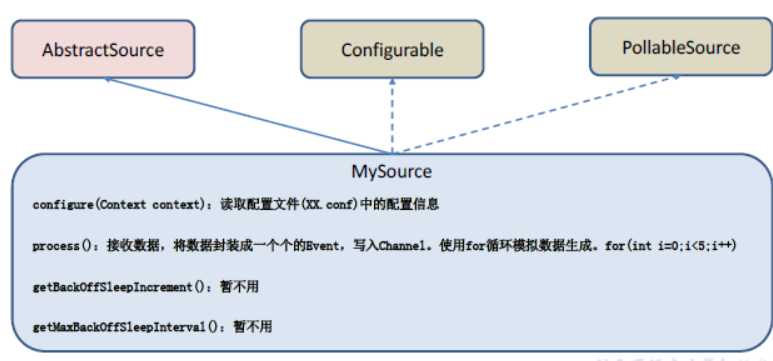 AbstractSource
Configurable
PollableSource
MySource
configure(Context context): 读取配置文件(XX.conf)中的配置信息
process(): 接收数据，将数据封装成一个个的Event，写入Channel。使用for循环模拟数据生成。for(int i=0;i<5;i++)
getBackOffSleepIncrement(): 暂不用
getMaxBackOffSleepInterval(): 暂不用